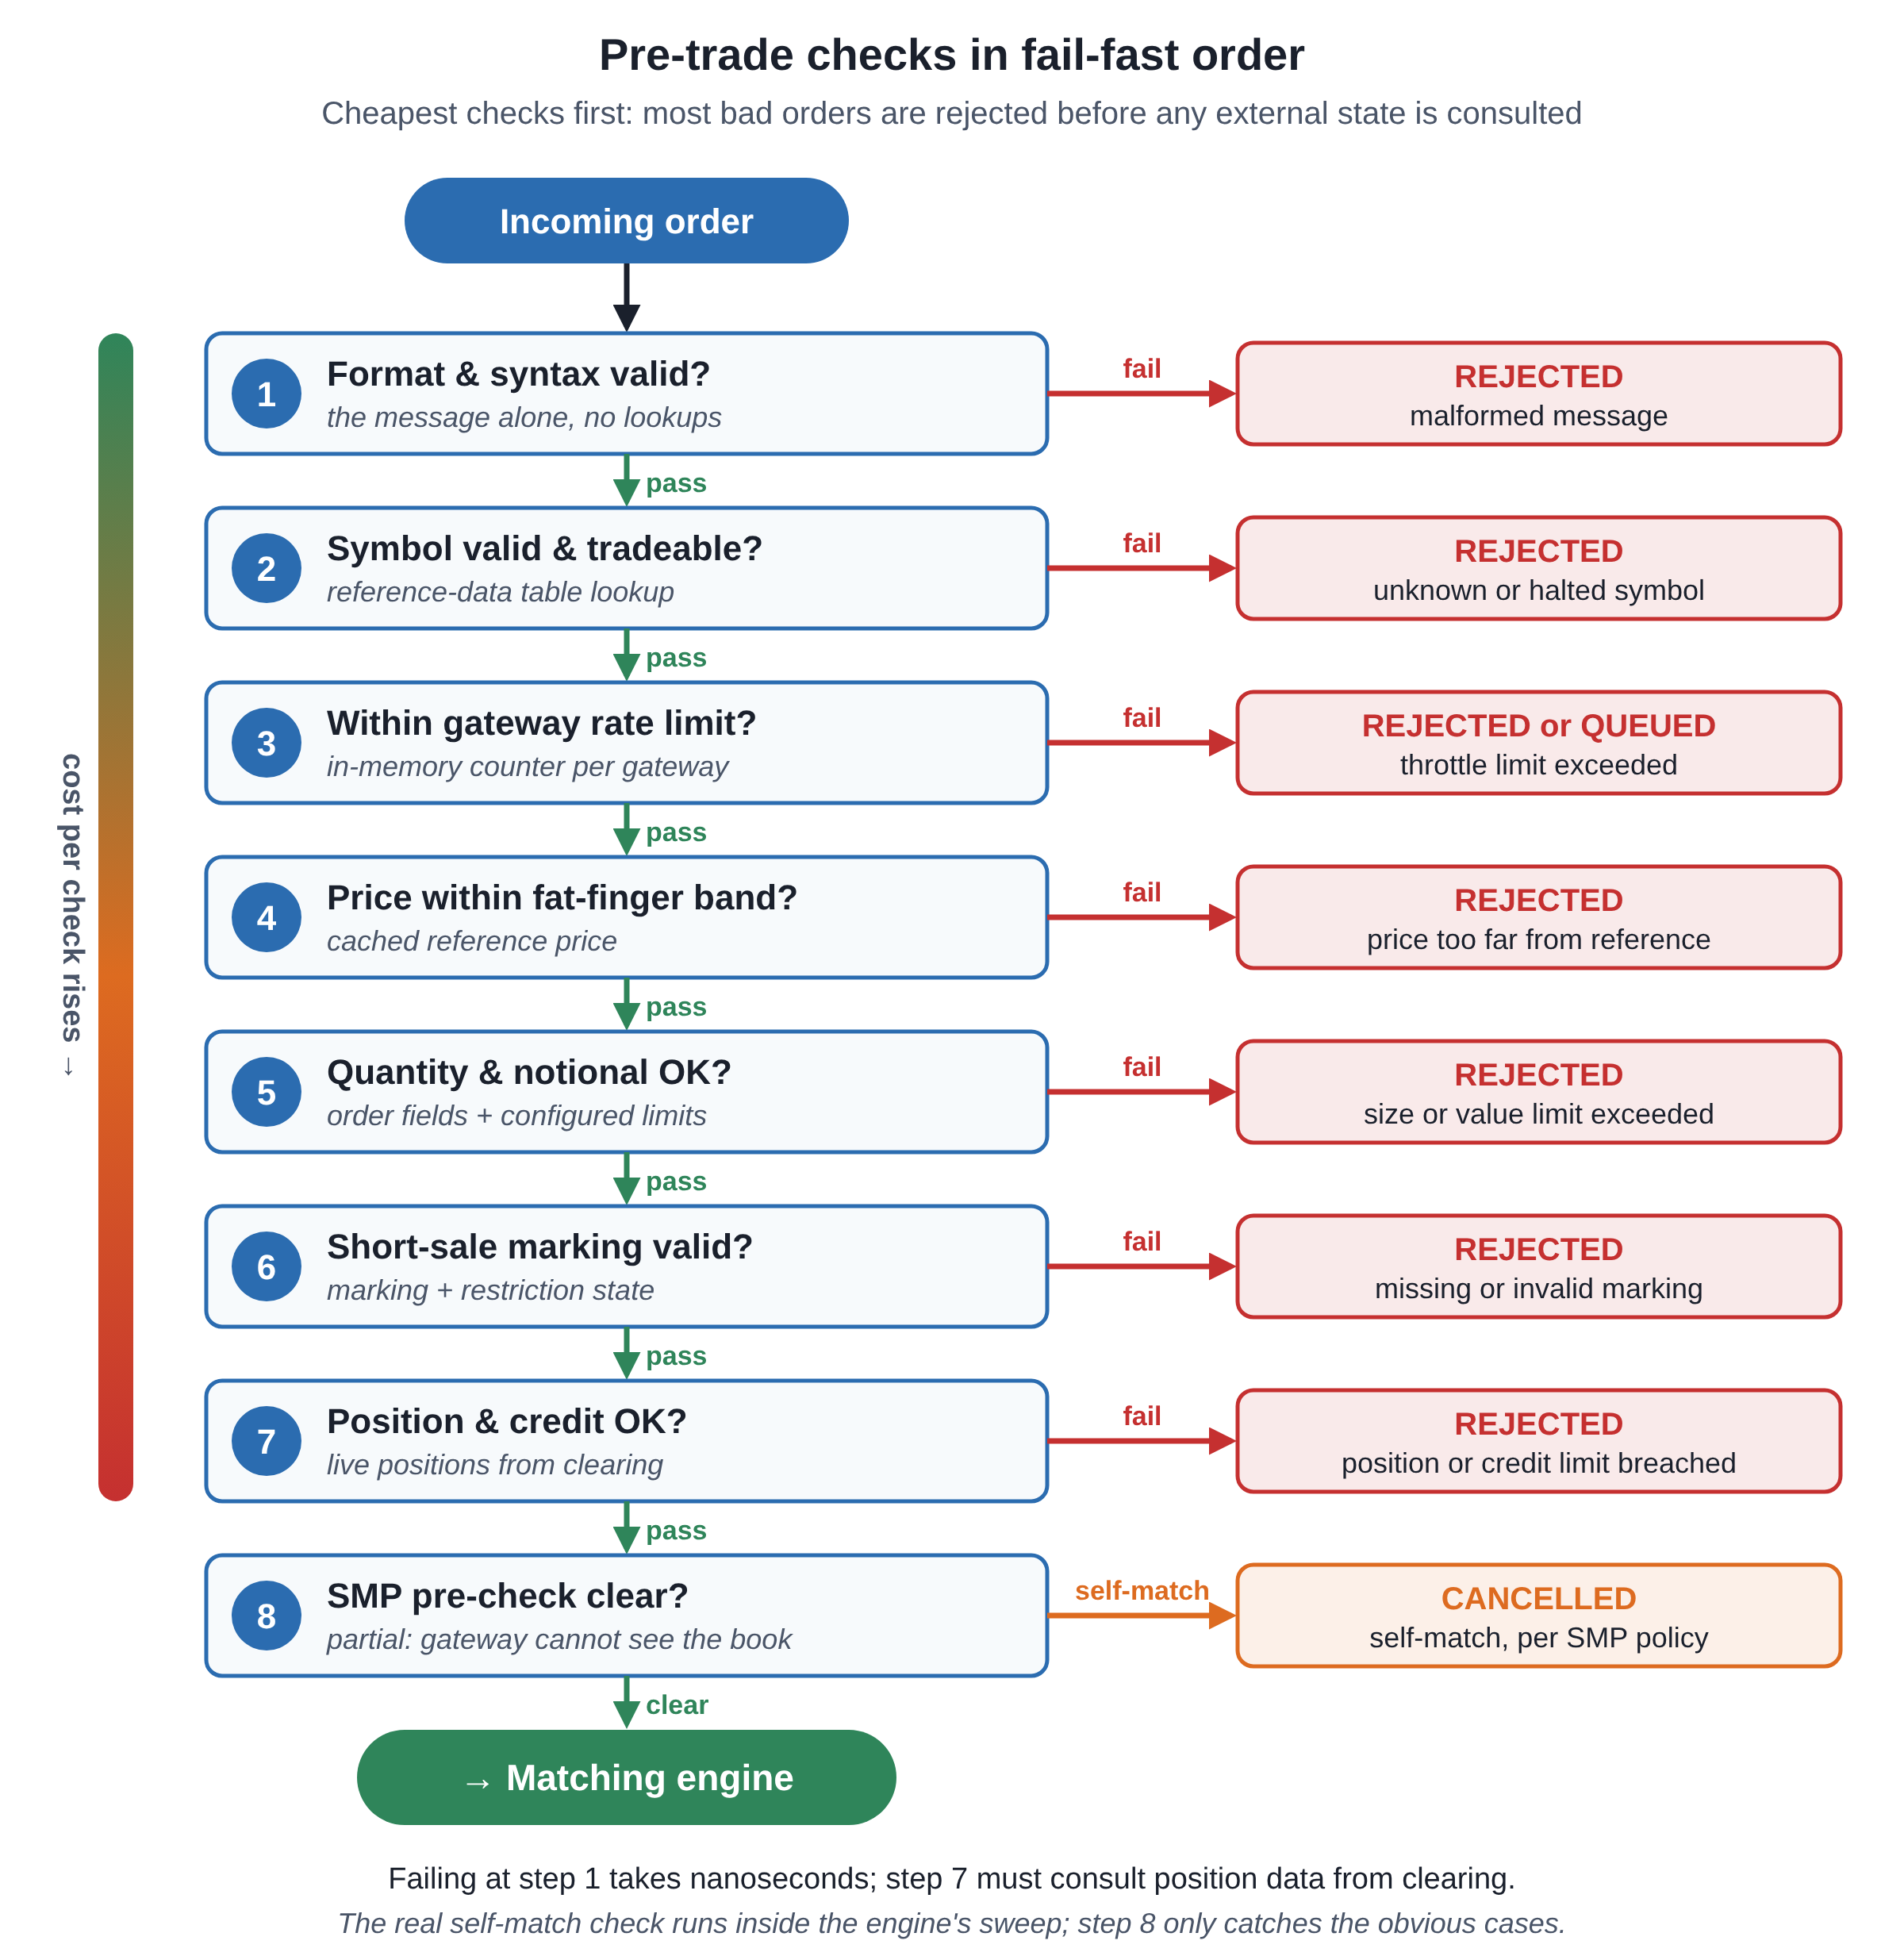 Pre-trade checks in fail-fast order
Cheapest checks first: most bad orders are rejected before any external state is consulted
Incoming order
cost per check rises →
1
Format & syntax valid?
the message alone, no lookups
fail
REJECTED
malformed message
pass
2
Symbol valid & tradeable?
reference-data table lookup
fail
REJECTED
unknown or halted symbol
pass
3
Within gateway rate limit?
in-memory counter per gateway
fail
REJECTED or QUEUED
throttle limit exceeded
pass
4
Price within fat-finger band?
cached reference price
fail
REJECTED
price too far from reference
pass
5
Quantity & notional OK?
order fields + configured limits
fail
REJECTED
size or value limit exceeded
pass
6
Short-sale marking valid?
marking + restriction state
fail
REJECTED
missing or invalid marking
pass
7
Position & credit OK?
live positions from clearing
fail
REJECTED
position or credit limit breached
pass
8
SMP pre-check clear?
partial: gateway cannot see the book
self-match
CANCELLED
self-match, per SMP policy
clear
→ Matching engine
Failing at step 1 takes nanoseconds; step 7 must consult position data from clearing.
The real self-match check runs inside the engine's sweep; step 8 only catches the obvious cases.